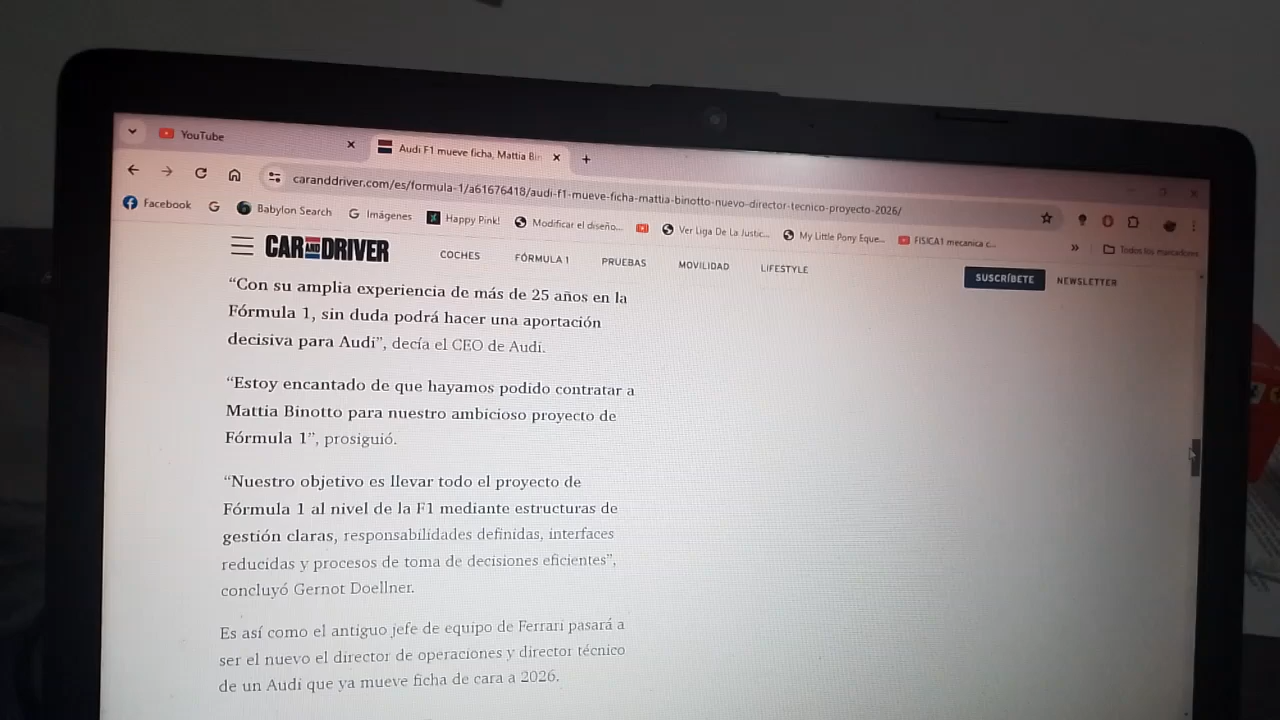 YouTube
Audi F1 mueve ficha, Mattia Bin
caranddriver.com/es/formula-1/a61676418/audi-f1-mueve-ficha-mattia-binotto-nuevo-director-tecnico-proyecto-2026/
Facebook
Babylon Search
Imágenes
Happy Pink!
Modificar el diseño...
Ver Liga De La Justic...
My Little Pony Eque...
FISICA1 mecanica c...
Todos los marcadores
CAR AND DRIVER
COCHES
FÓRMULA 1
PRUEBAS
MOVILIDAD
LIFESTYLE
SUSCRÍBETE
NEWSLETTER
“Con su amplia experiencia de más de 25 años en la
Fórmula 1, sin duda podrá hacer una aportación
decisiva para Audi”, decía el CEO de Audi.
“Estoy encantado de que hayamos podido contratar a
Mattia Binotto para nuestro ambicioso proyecto de
Fórmula 1”, prosiguió.
“Nuestro objetivo es llevar todo el proyecto de
Fórmula 1 al nivel de la F1 mediante estructuras de
gestión claras, responsabilidades definidas, interfaces
reducidas y procesos de toma de decisiones eficientes”,
concluyó Gernot Doellner.
Es así como el antiguo jefe de equipo de Ferrari pasará a
ser el nuevo el director de operaciones y director técnico
de un Audi que ya mueve ficha de cara a 2026.